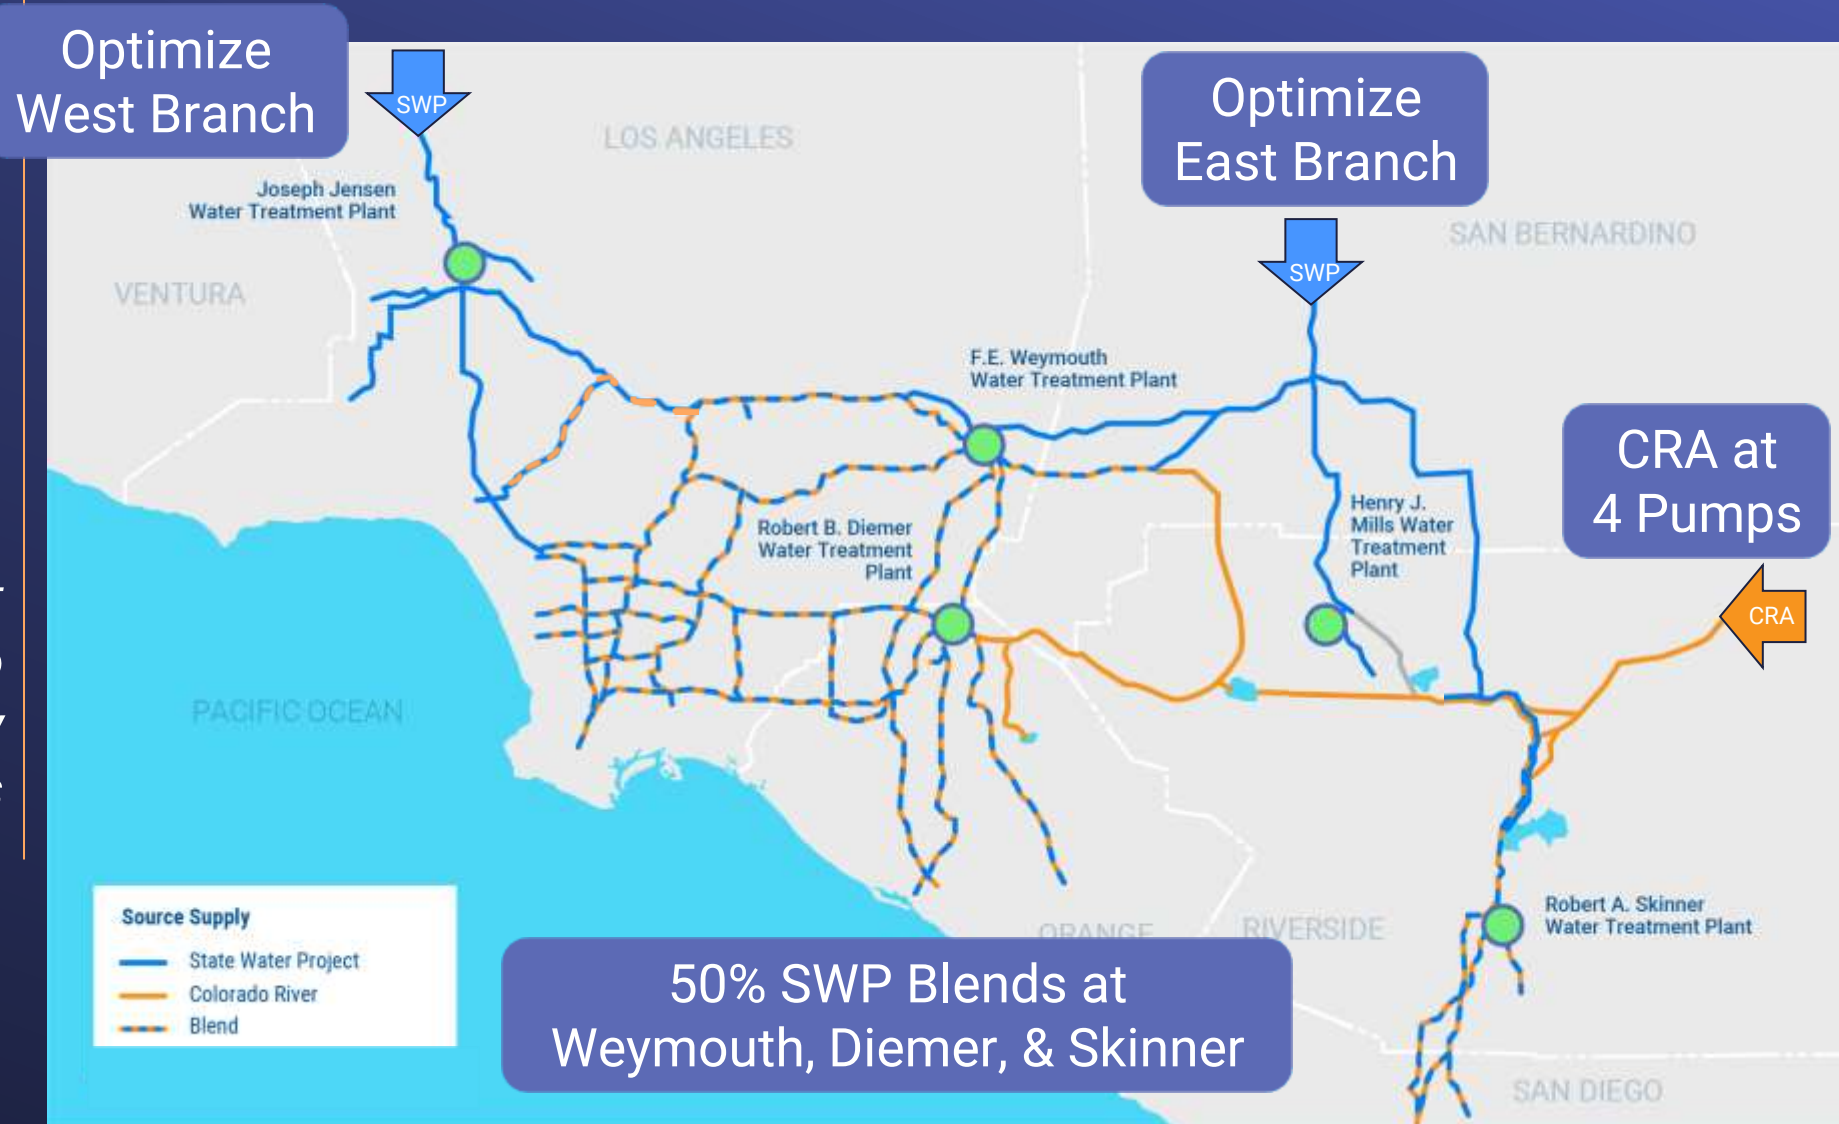 Optimize
West Branch
SWP
LOS ANGELES
Optimize
East Branch
Joseph Jensen
Water Treatment Plant
SAN BERNARDINO
SWP
VENTURA
F.E. Weymouth
Water Treatment Plant
CRA at
4 Pumps
Henry J.
Mills Water
Treatment
Plant
Robert B. Diemer
Water Treatment
Plant
CRA
PACIFIC OCEAN
Source Supply
State Water Project
Colorado River
Blend
ORANGE
RIVERSIDE
Robert A. Skinner
Water Treatment Plant
50% SWP Blends at
Weymouth, Diemer, & Skinner
SAN DIEGO